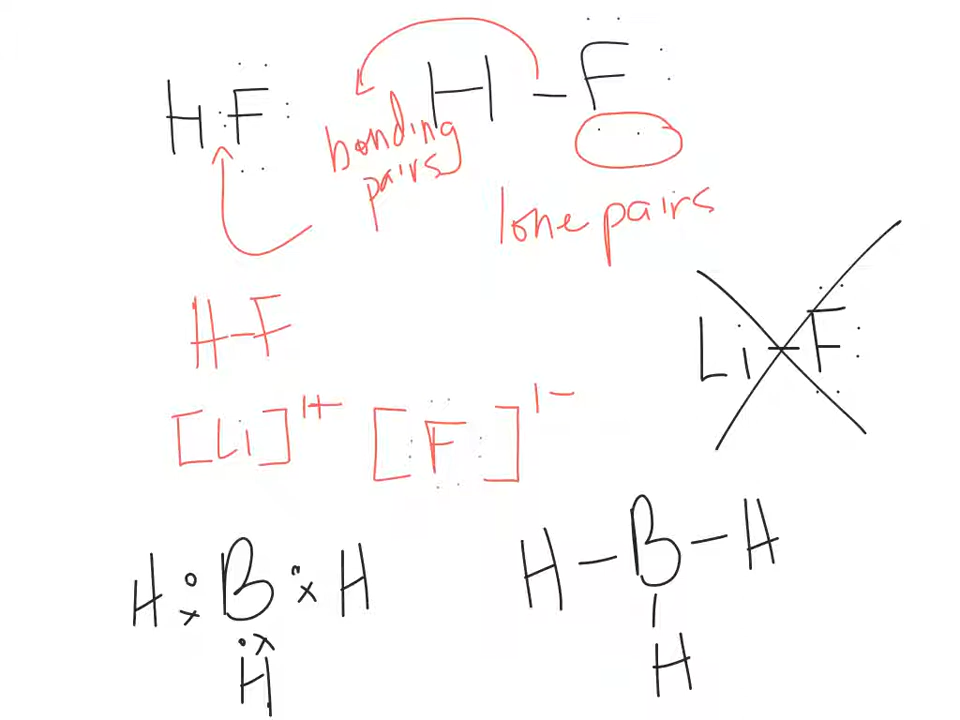 H:F:
H-F:
bonding
pairs
lone pairs
H-F
Li-F:
[Li]1+ [:F:]1-
H B H
H
H-B-H
H